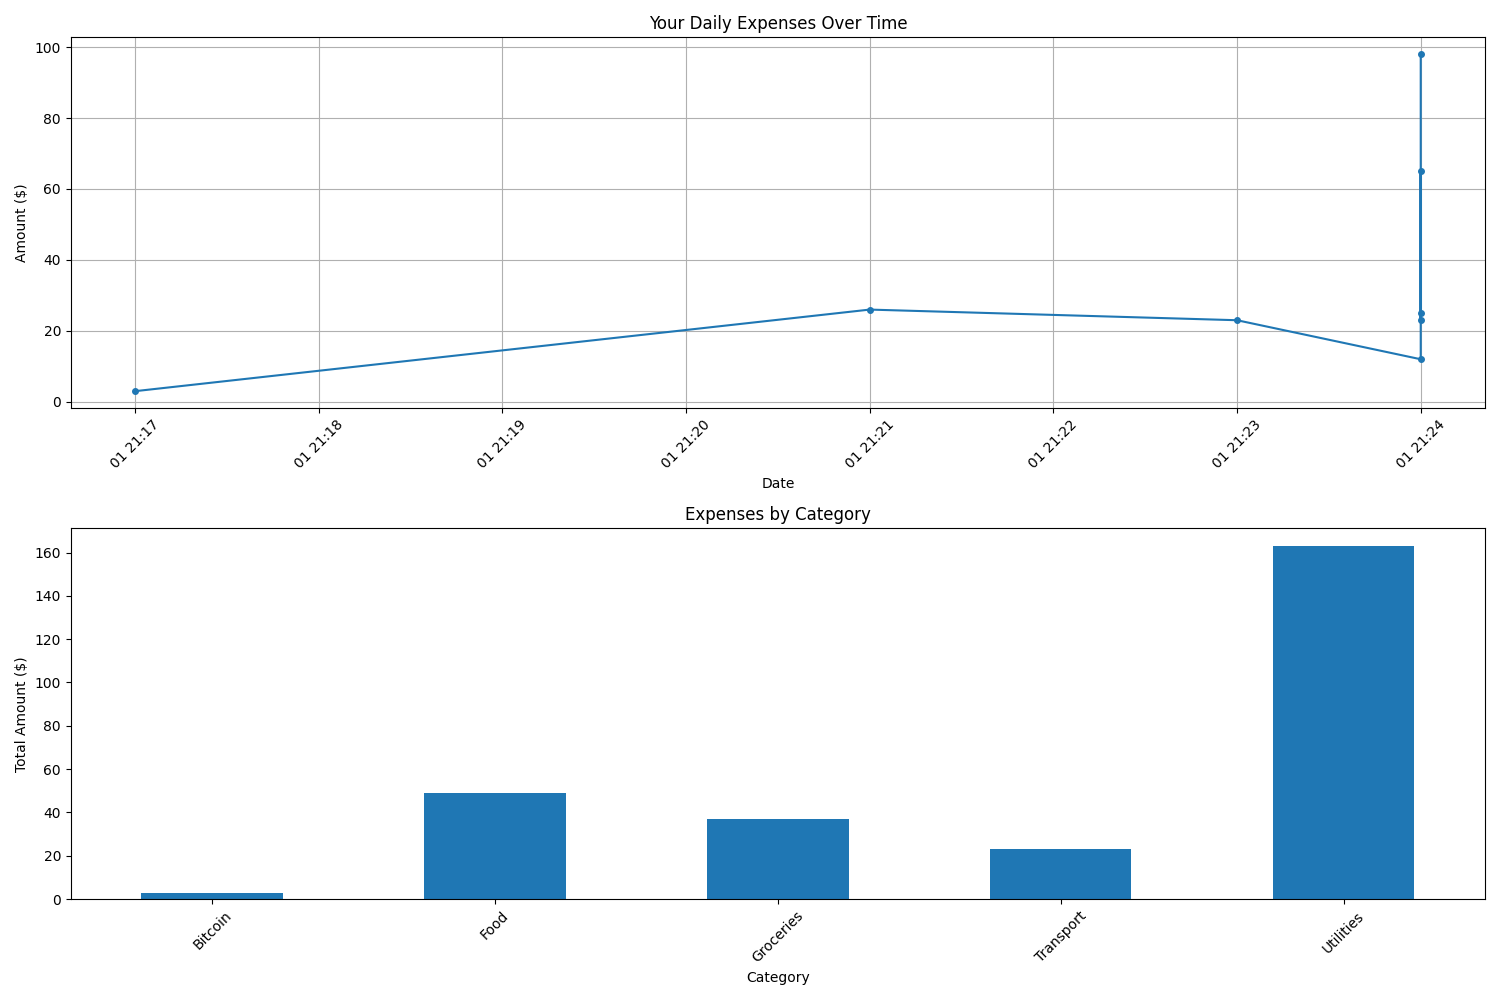 Your Daily Expenses Over Time
100
80
60
40
20
0
Amount ($)
01 21:17
01 21:18
01 21:19
01 21:20
01 21:21
01 21:22
01 21:23
01 21:24
Date
Expenses by Category
160
140
120
100
80
60
40
20
0
Total Amount ($)
Bitcoin
Food
Groceries
Transport
Utilities
Category